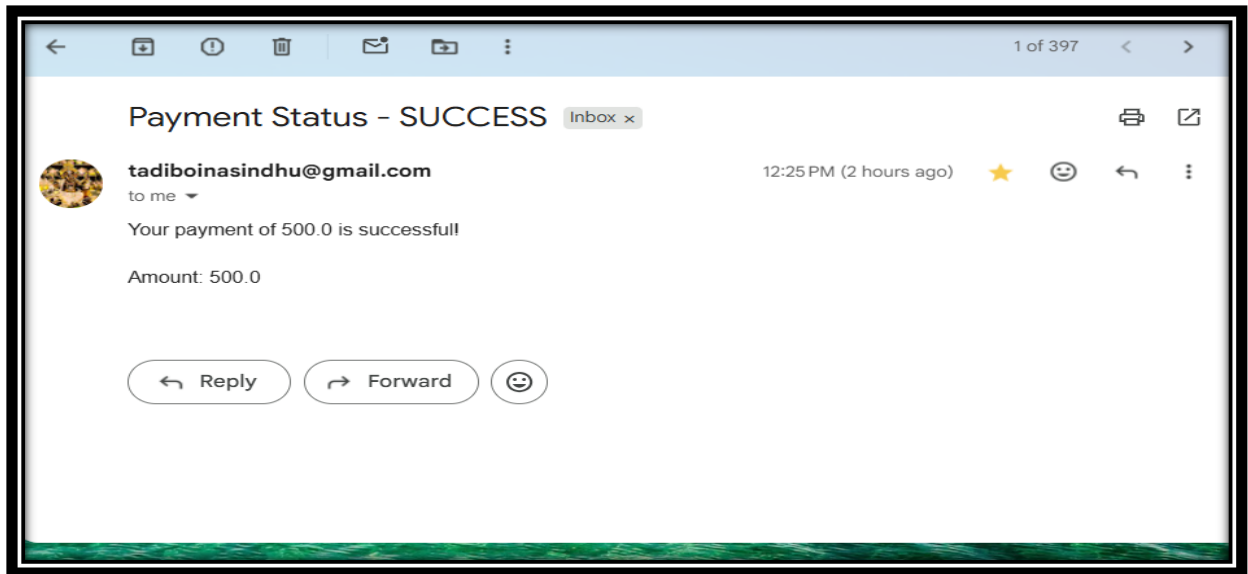 1 of 397
Payment Status - SUCCESS Inbox x
tadiboinasindhu@gmail.com 12:25 PM (2 hours ago)
to me
Your payment of 500.0 is successful!
Amount: 500.0
Reply Forward